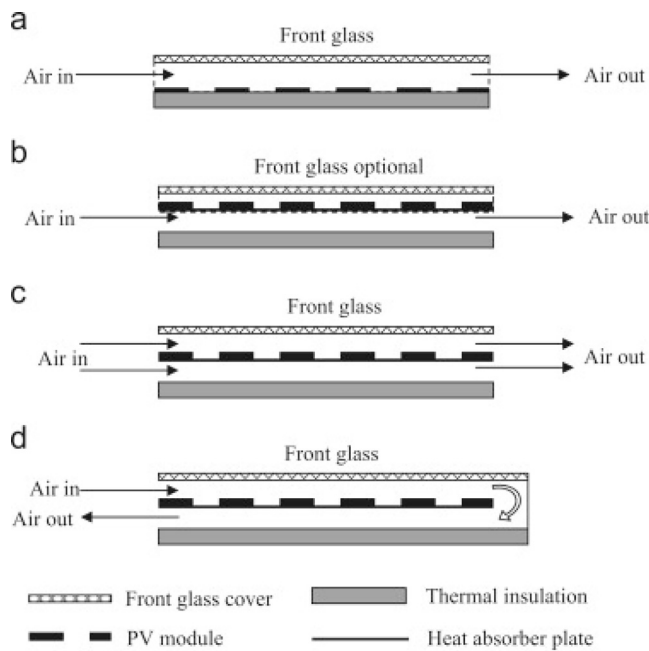 a
Front glass
Air in
Air out
b
Front glass optional
Air in
Air out
c
Front glass
Air in
Air out
d
Front glass
Air in
Air out
Front glass cover
Thermal insulation
PV module
Heat absorber plate